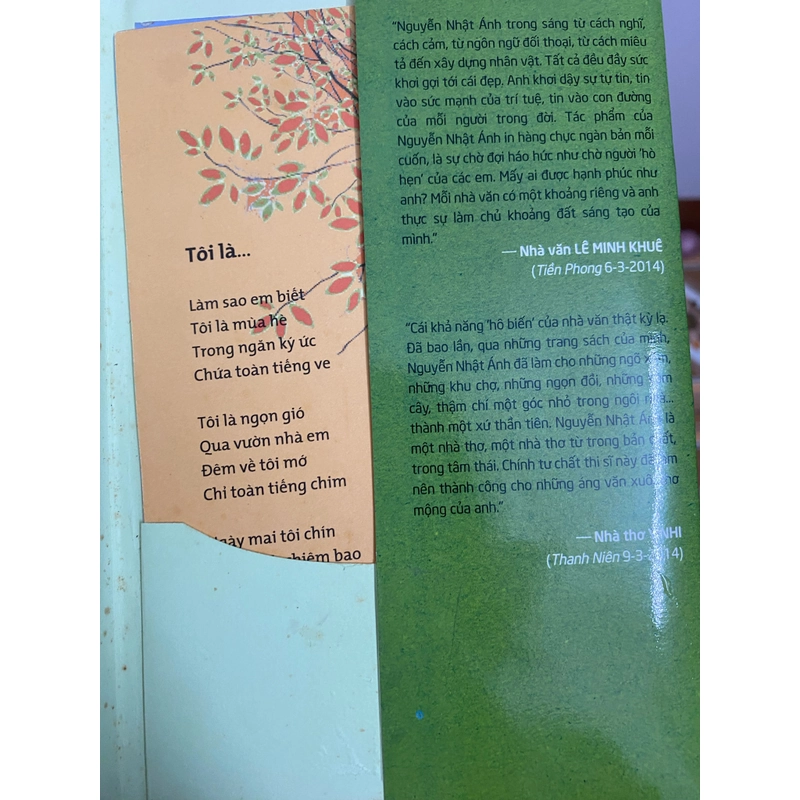 Tôi là...
Làm sao em biết
Tôi là mùa hè
Trong ngăn ký ức
Chứa toàn tiếng ve
Tôi là ngọn gió
Qua vườn nhà em
Đêm về tôi mớ
Chỉ toàn tiếng chim
mai tôi chín
bao
"Nguyễn Nhật Ánh trong sáng từ cách nghĩ,
cách cảm, từ ngôn ngữ đối thoại, từ cách miêu
tả đến xây dựng nhân vật. Tất cả đều đầy sức
khơi gợi tới cái đẹp. Anh khơi dậy sự tự tin, tin
vào sức mạnh của trí tuệ, tin vào con đường
của mỗi người trong đời. Tác phẩm của
Nguyễn Nhật Ánh in hàng chục ngàn bản mỗi
cuốn, là sự chờ đợi háo hức như chờ người 'hò
hẹn' của các em. Mấy ai được hạnh phúc như
anh? Mỗi nhà văn có một khoảng riêng và anh
thực sự làm chủ khoảng đất sáng tạo của
mình."
— Nhà văn LÊ MINH KHUÊ
(Tiền Phong 6-3-2014)
"Cái khả năng 'hô biến' của nhà văn thật kỳ lạ.
Đã bao lần, qua những trang sách của mình,
Nguyễn Nhật Ánh đã làm cho những ngõ
những khu chợ, những ngọn đồi, những
cây, thậm chí một góc nhỏ trong ngôi
thành một xứ thần tiên. Nguyễn Nhật Ánh là
một nhà thơ, một nhà thơ từ trong bản chất,
trong tâm thái. Chính tư chất thi sĩ này đã làm
nên thành công cho những áng văn xuôi thơ
mộng của anh."
— Nhà thơ Ý NHI
(Thanh Niên 9-3-2014)